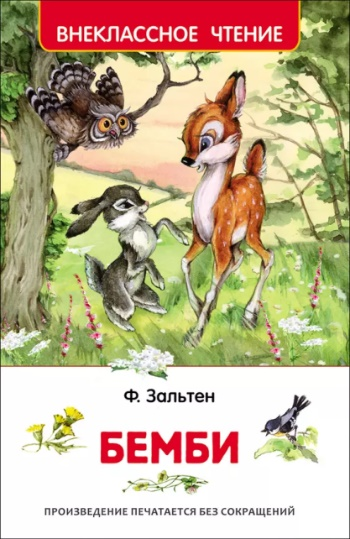 ВНЕКЛАССНОЕ ЧТЕНИЕ
Ф. Зальтен
БЕМБИ
ПРОИЗВЕДЕНИЕ ПЕЧАТАЕТСЯ БЕЗ СОКРАЩЕНИЙ